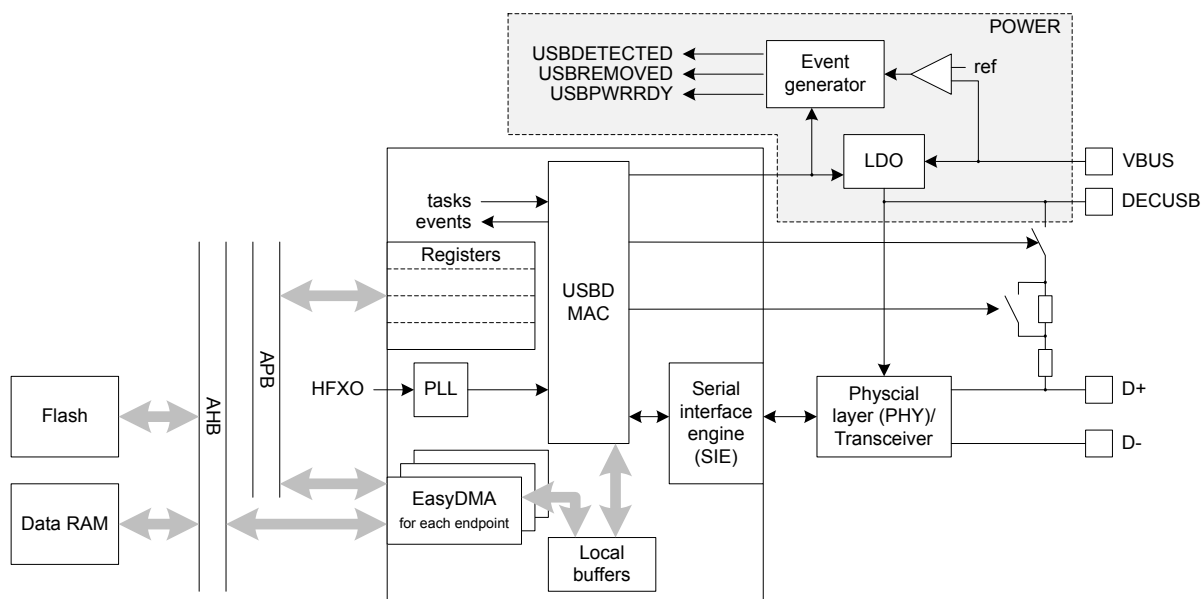 POWER
USBDETECTED
USBREMOVED
USBPWRRDY
Event
generator
ref
LDO
VBUS
DECUSB
tasks
events
Registers
USBD
MAC
APB
AHB
HFXO
PLL
Serial
interface
engine
(SIE)
Physcial
layer (PHY)/
Transceiver
D+
D-
Flash
Data RAM
EasyDMA
for each endpoint
Local
buffers